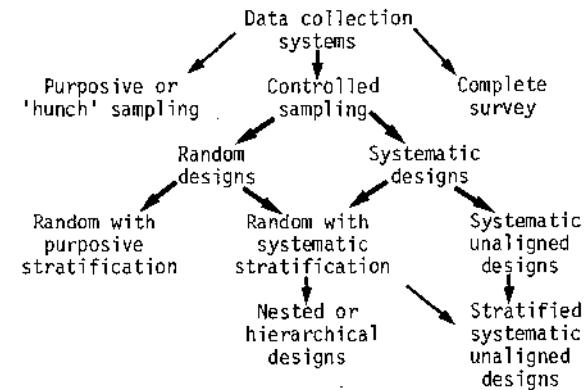 Data collection
systems
Purposive or
'hunch' sampling
Controlled
sampling
Complete
survey
Random
designs
Systematic
designs
Random with
purposive
stratification
Random with
systematic
stratification
Systematic
unaligned
designs
Nested or
hierarchical
designs
Stratified
systematic
unaligned
designs